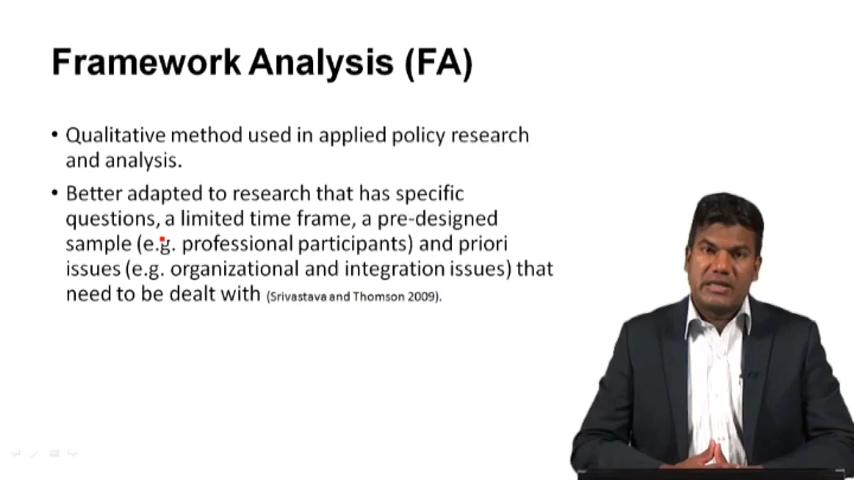 Framework Analysis (FA)
• Qualitative method used in applied policy research
and analysis.
• Better adapted to research that has specific
questions, a limited time frame, a pre-designed
sample (e.g. professional participants) and priori
issues (e.g. organizational and integration issues) that
need to be dealt with (Srivastava and Thomson 2009).